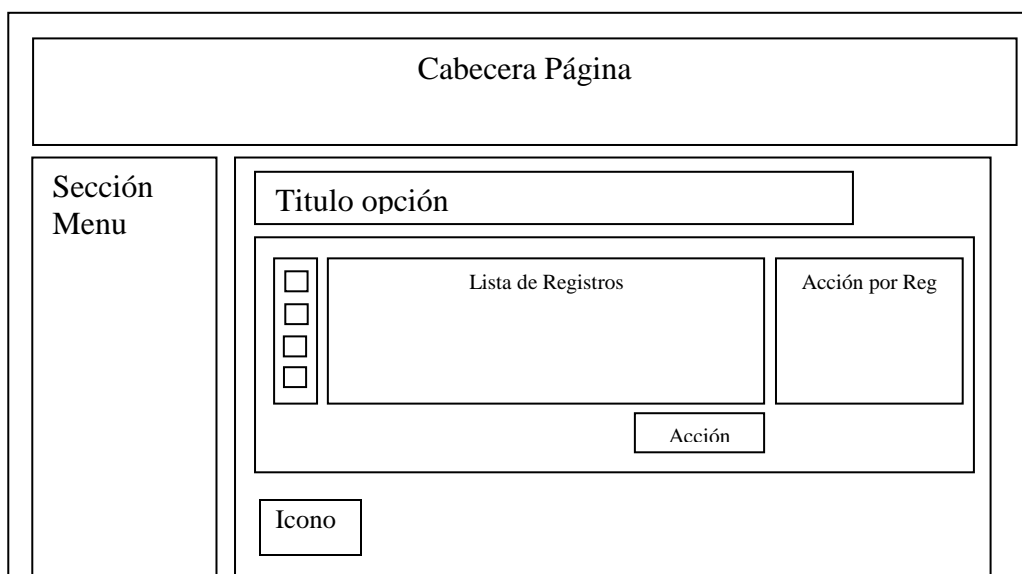 Cabecera Página
Sección
Menu
Titulo opción
Lista de Registros
Acción por Reg
Acción
Icono